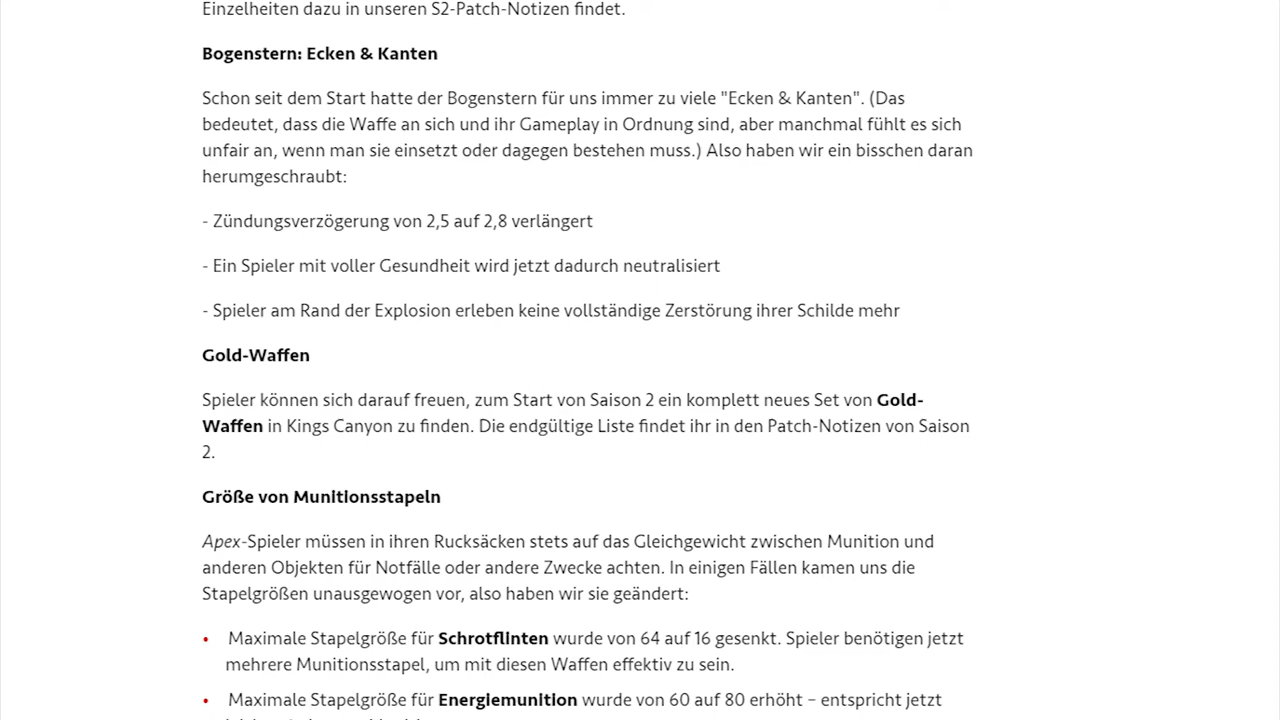 Einzelheiten dazu in unseren S2-Patch-Notizen findet.
Bogenstern: Ecken & Kanten
Schon seit dem Start hatte der Bogenstern für uns immer zu viele "Ecken & Kanten". (Das
bedeutet, dass die Waffe an sich und ihr Gameplay in Ordnung sind, aber manchmal fühlt es sich
unfair an, wenn man sie einsetzt oder dagegen bestehen muss.) Also haben wir ein bisschen daran
herumgeschraubt:
- Zündungsverzögerung von 2,5 auf 2,8 verlängert
- Ein Spieler mit voller Gesundheit wird jetzt dadurch neutralisiert
- Spieler am Rand der Explosion erleben keine vollständige Zerstörung ihrer Schilde mehr
Gold-Waffen
Spieler können sich darauf freuen, zum Start von Saison 2 ein komplett neues Set von Gold-
Waffen in Kings Canyon zu finden. Die endgültige Liste findet ihr in den Patch-Notizen von Saison
2.
Größe von Munitionsstapeln
Apex-Spieler müssen in ihren Rucksäcken stets auf das Gleichgewicht zwischen Munition und
anderen Objekten für Notfälle oder andere Zwecke achten. In einigen Fällen kamen uns die
Stapelgrößen unausgewogen vor, also haben wir sie geändert:
• Maximale Stapelgröße für Schrotflinten wurde von 64 auf 16 gesenkt. Spieler benötigen jetzt
mehrere Munitionsstapel, um mit diesen Waffen effektiv zu sein.
• Maximale Stapelgröße für Energiemunition wurde von 60 auf 80 erhöht – entspricht jetzt